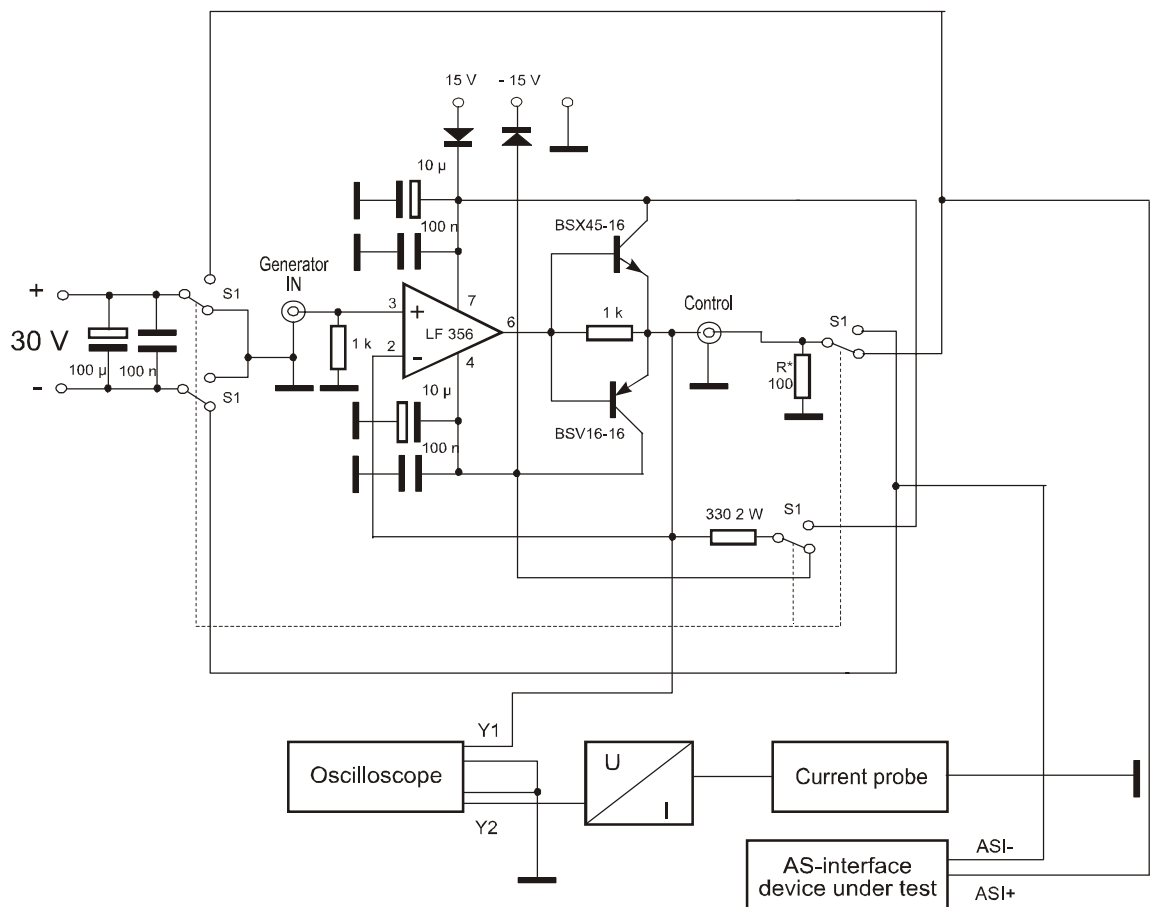 15 V
- 15 V
10 µ
100 n
BSX45-16
Generator
IN
S1
+
30 V
-
100 µ
100 n
S1
3
+
7
LF 356
6
2
-
4
1 k
1 k
Control
S1
R*
100
10 µ
100 n
BSV16-16
330 2 W
S1
Y1
Oscilloscope
Y2
U
I
Current probe
AS-interface
device under test
ASI-
ASI+